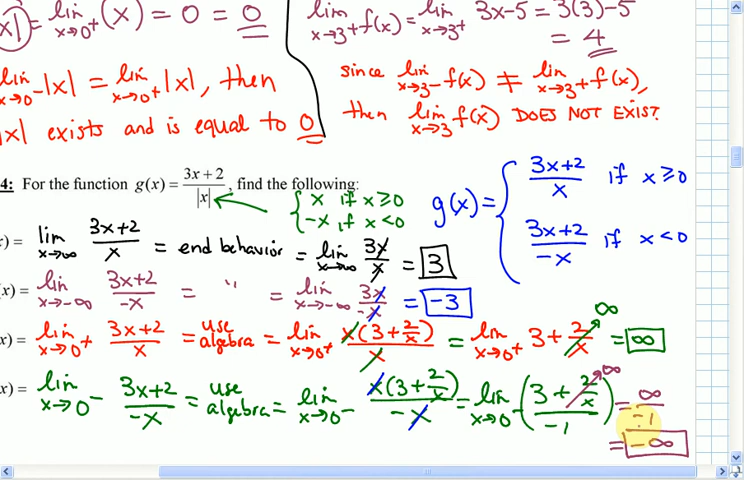 x| = lim x→0⁺ (x) = 0 = 0
lim x→0⁻ |x| = lim x→0⁺ |x|, then
|x| exists and is equal to 0
lim x→3⁺ f(x) = lim x→3⁺ 3x-5 = 3(3)-5
= 4
since lim x→3⁻ f(x) ≠ lim x→3⁺ f(x),
then lim x→3 f(x) DOES NOT EXIST.
4: For the function g(x) = 3x + 2 / |x|, find the following:
{ x if x≥0
-x if x<0
g(x) = { 3x+2 / x if x≥0
3x+2 / -x if x<0
) = lim x→∞ 3x+2 / x = end behavior = lim x→∞ 3x / x = 3
(x) = lim x→-∞ 3x+2 / -x = " = lim x→-∞ 3x / -x = -3
x) = lim x→0⁺ 3x+2 / x = use algebra = lim x→0⁺ x(3 + 2/x) / x = lim x→0⁺ 3 + 2/x ∞ = ∞
x) = lim x→0⁻ 3x+2 / -x = use algebra = lim x→0⁻ x(3 + 2/x) / -x = lim x→0⁻ (3 + 2/x ∞ / -1) = ∞ / -1
= -∞